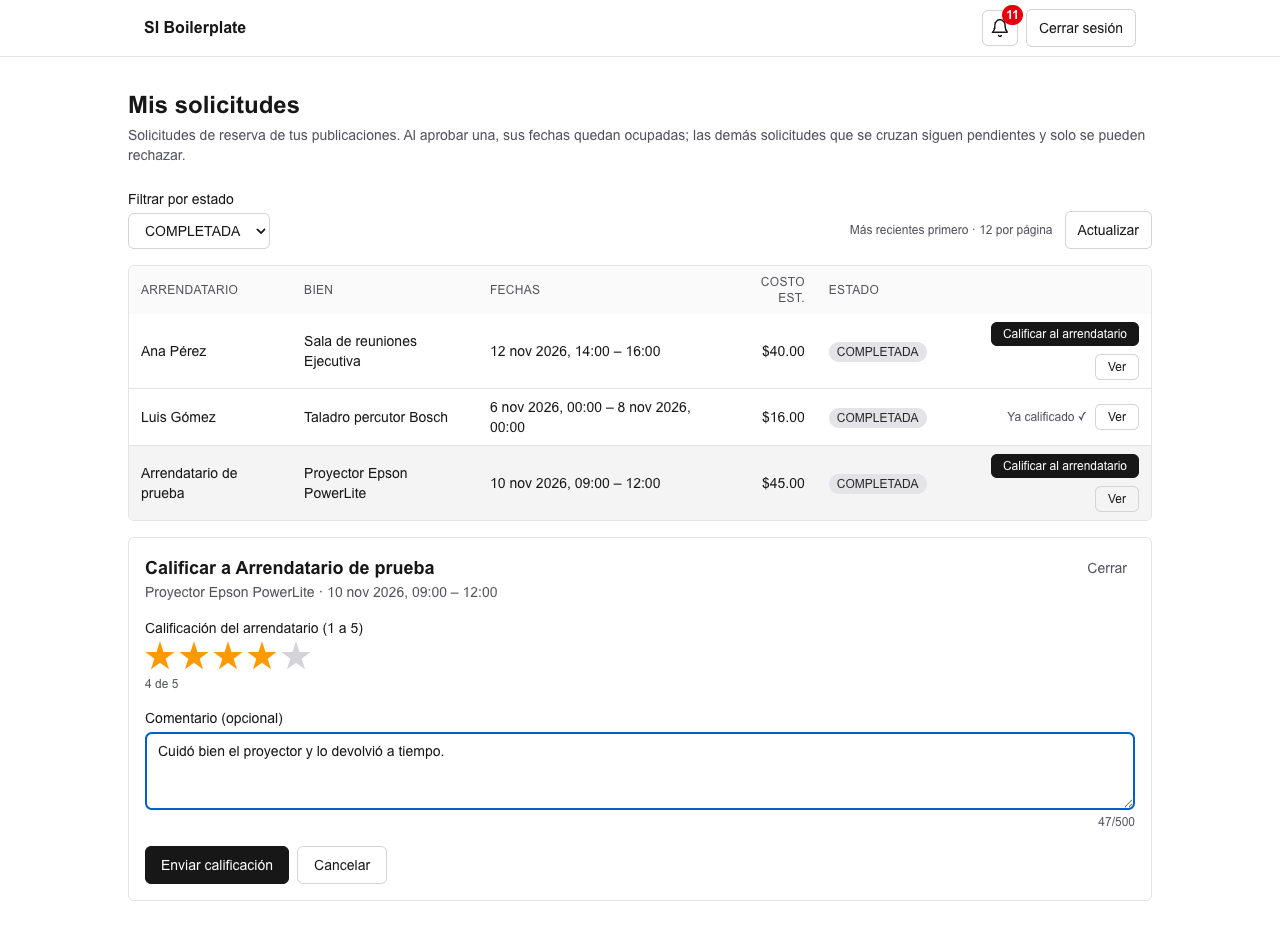 SI Boilerplate
11
Cerrar sesión
Mis solicitudes
Solicitudes de reserva de tus publicaciones. Al aprobar una, sus fechas quedan ocupadas; las demás solicitudes que se cruzan siguen pendientes y solo se pueden
rechazar.
Filtrar por estado
COMPLETADA
Más recientes primero · 12 por página
Actualizar
ARRENDATARIO BIEN FECHAS COSTO EST. ESTADO
Ana Pérez Sala de reuniones Ejecutiva 12 nov 2026, 14:00 – 16:00 $40.00 COMPLETADA Calificar al arrendatario Ver
Luis Gómez Taladro percutor Bosch 6 nov 2026, 00:00 – 8 nov 2026, 00:00 $16.00 COMPLETADA Ya calificado ✓ Ver
Arrendatario de prueba Proyector Epson PowerLite 10 nov 2026, 09:00 – 12:00 $45.00 COMPLETADA Calificar al arrendatario Ver
Calificar a Arrendatario de prueba
Cerrar
Proyector Epson PowerLite · 10 nov 2026, 09:00 – 12:00
Calificación del arrendatario (1 a 5)
4 de 5
Comentario (opcional)
Cuidó bien el proyector y lo devolvió a tiempo.
47/500
Enviar calificación
Cancelar